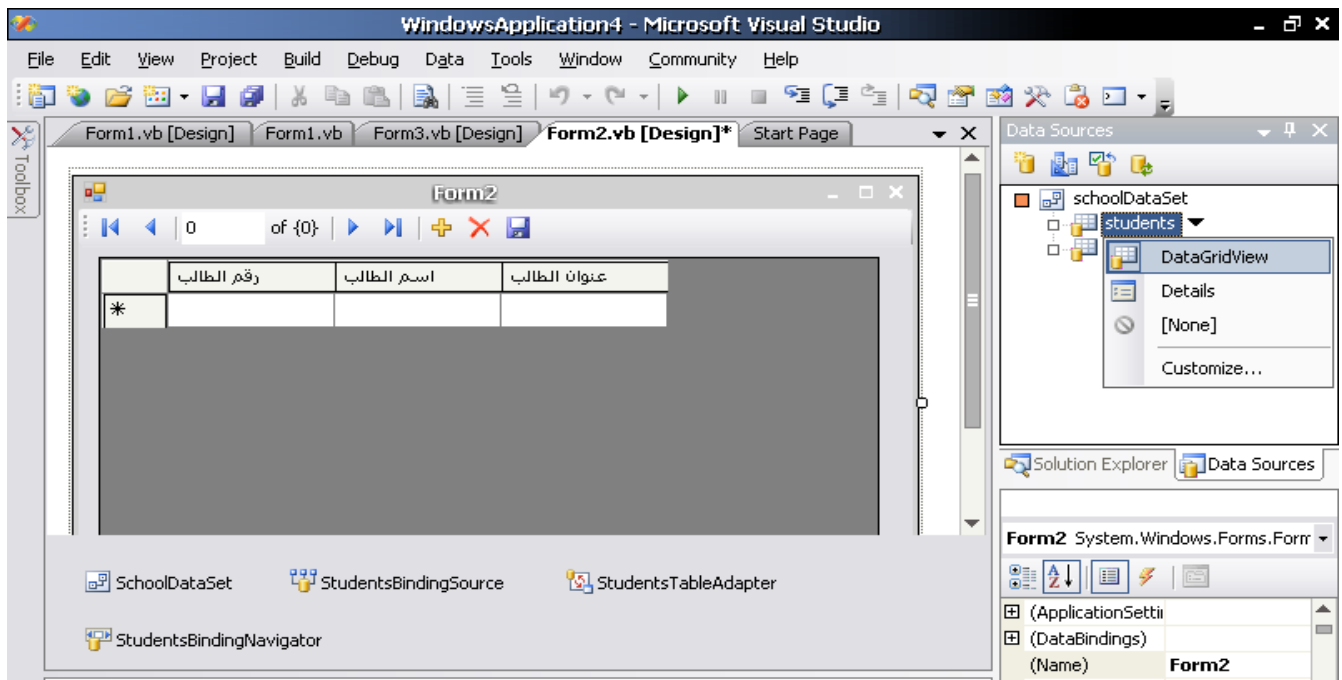 WindowsApplication4 - Microsoft Visual Studio
File Edit View Project Build Debug Data Tools Window Community Help
Toolbox
Form1.vb [Design] Form1.vb Form3.vb [Design] Form2.vb [Design]* Start Page
Form2
0 of {0}
رقم الطالب اسم الطالب عنوان الطالب
SchoolDataSet StudentsBindingSource StudentsTableAdapter
StudentsBindingNavigator
Data Sources
schoolDataSet
students
DataGridView
Details
[None]
Customize...
Solution Explorer Data Sources
Form2 System.Windows.Forms.Form
(ApplicationSettin
(DataBindings)
(Name) Form2